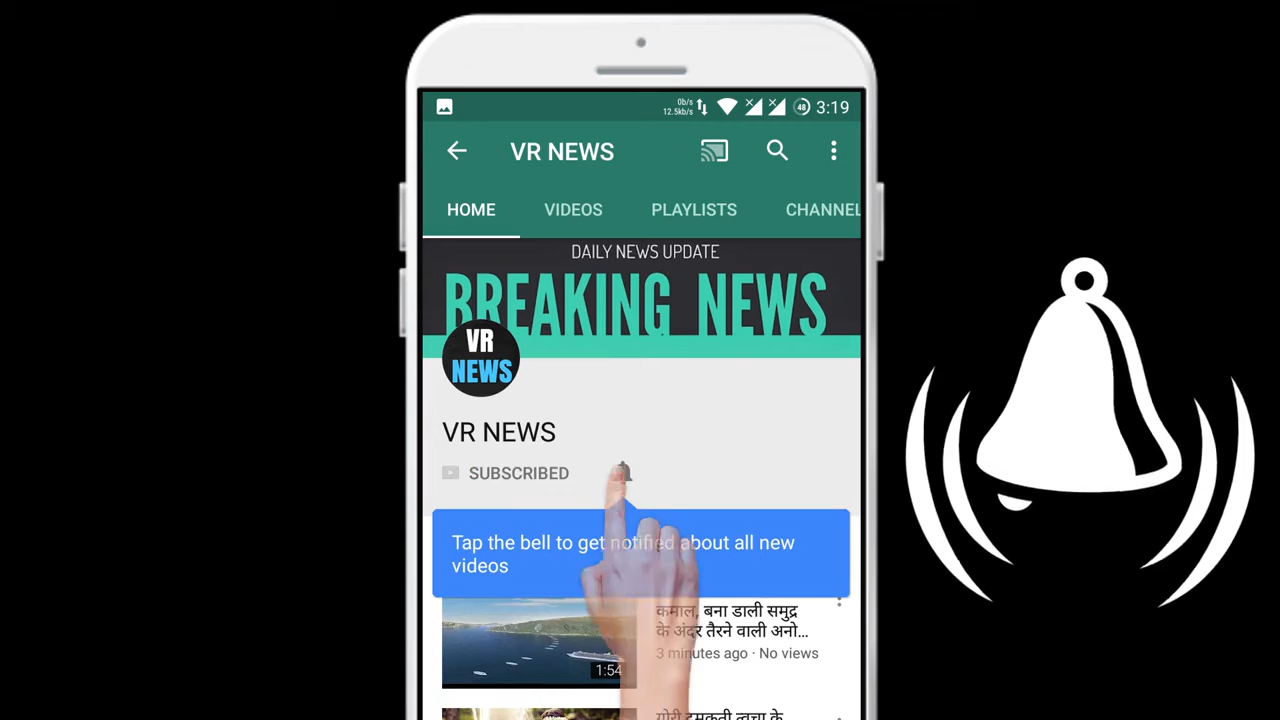 0b/s
12.5kb/s
48
3:19
VR NEWS
HOME VIDEOS PLAYLISTS CHANNEL
DAILY NEWS UPDATE
BREAKING NEWS
VR
NEWS
VR NEWS
SUBSCRIBED
Tap the bell to get notified about all new
videos
कमाल, बना डाली समुद्र
के अंदर तैरने वाली अनो...
3 minutes ago · No views
1:54
गोरी दमकती त्वचा के